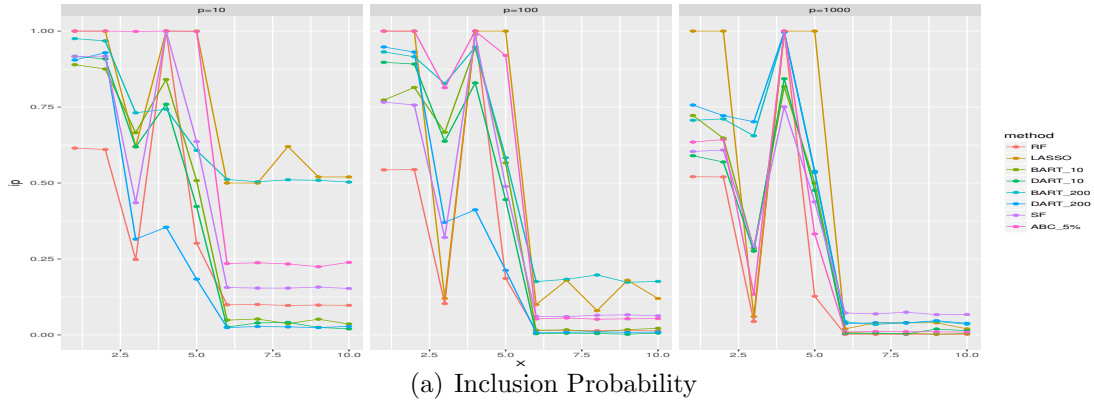 p=10
p=100
p=1000
1.00
0.75
0.50
0.25
0.00
ip
2.5 5.0 7.5 10.0
2.5 5.0 7.5 10.0
2.5 5.0 7.5 10.0
X
method
RF
LASSO
BART_10
DART_10
BART_200
DART_200
SF
ABC_5%
(a) Inclusion Probability